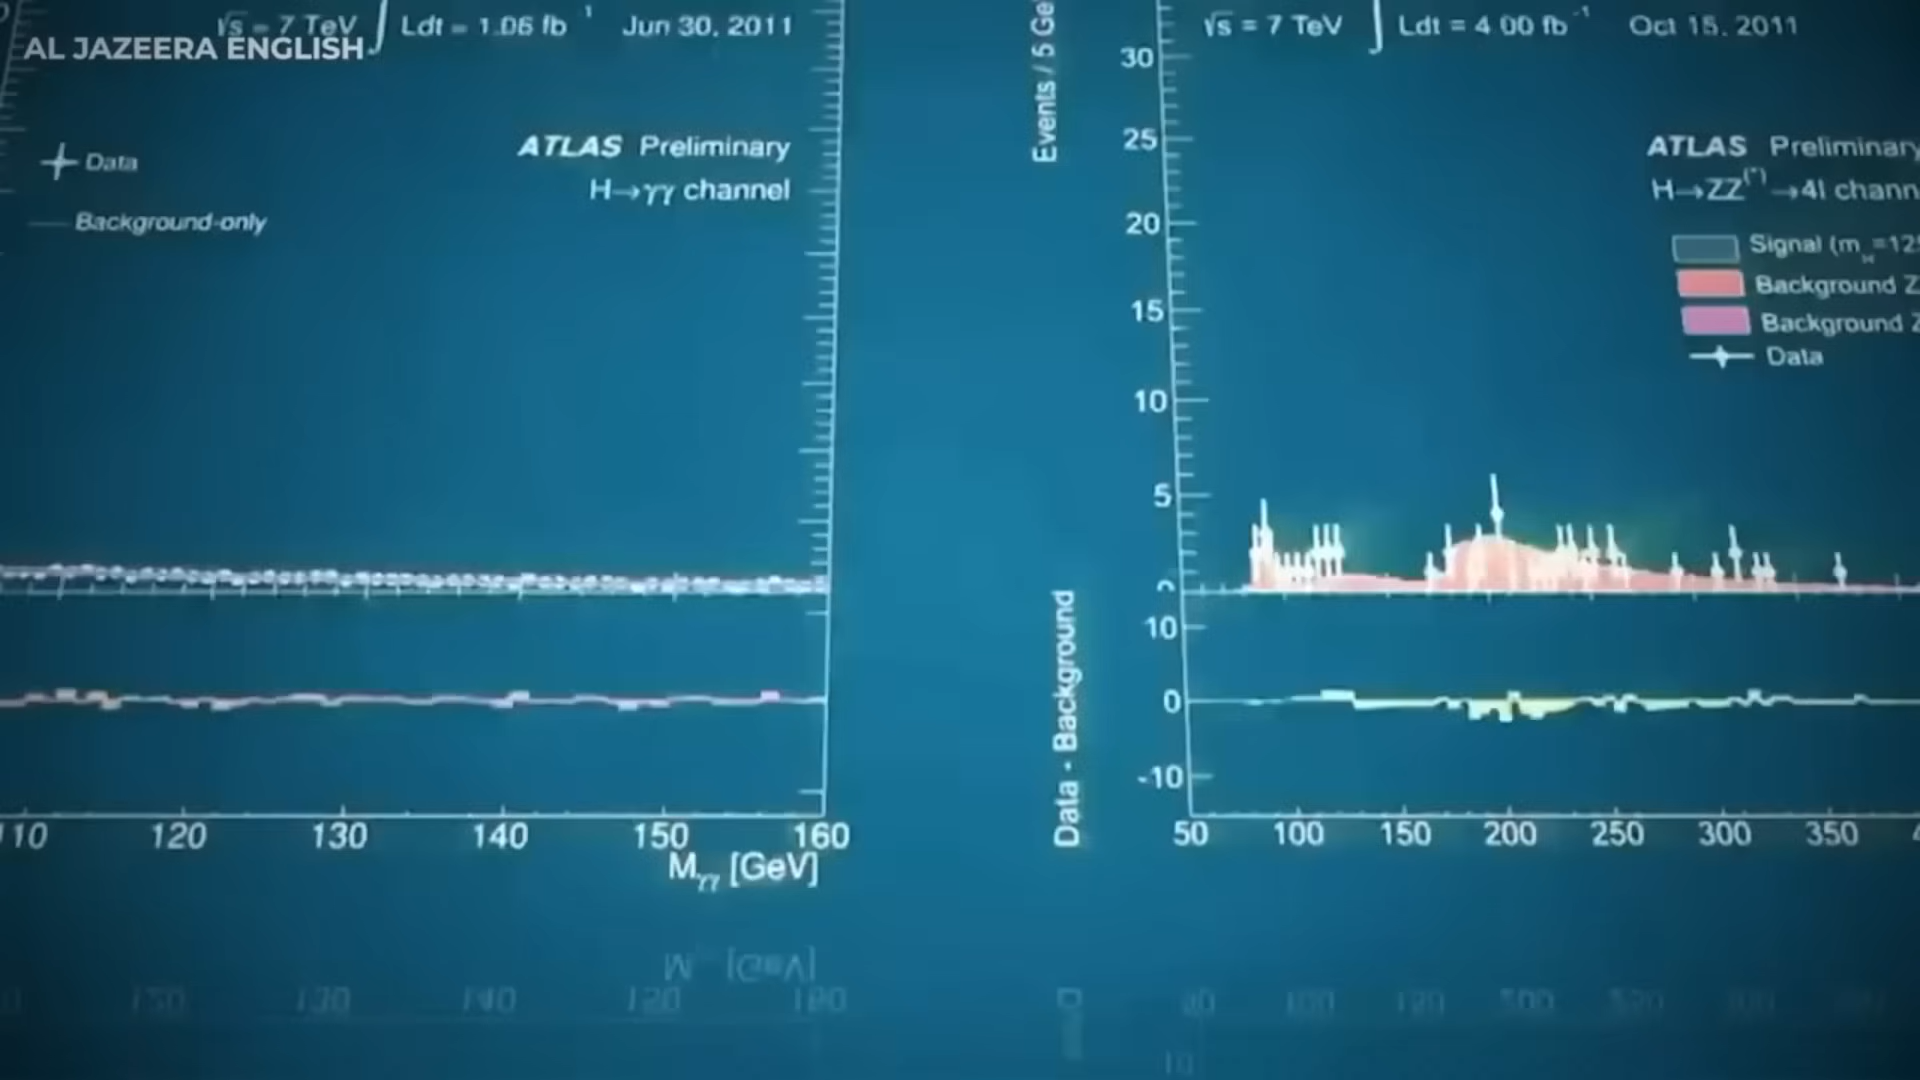 AL JAZEERA ENGLISH
√s = 7 TeV ∫ Ldt = 1.06 fb⁻¹ Jun 30, 2011
Data
Background-only
ATLAS Preliminary
H→γγ channel
110 120 130 140 150 160
Mγγ [GeV]
√s = 7 TeV ∫ Ldt = 4.00 fb⁻¹ Oct 15, 2011
Events / 5 Ge
30
25
20
15
10
5
ATLAS Preliminary
H→ZZ(*)→4l chann
Signal (mH=125
Background Z
Background Z
Data
Data - Background
10
0
-10
50 100 150 200 250 300 350